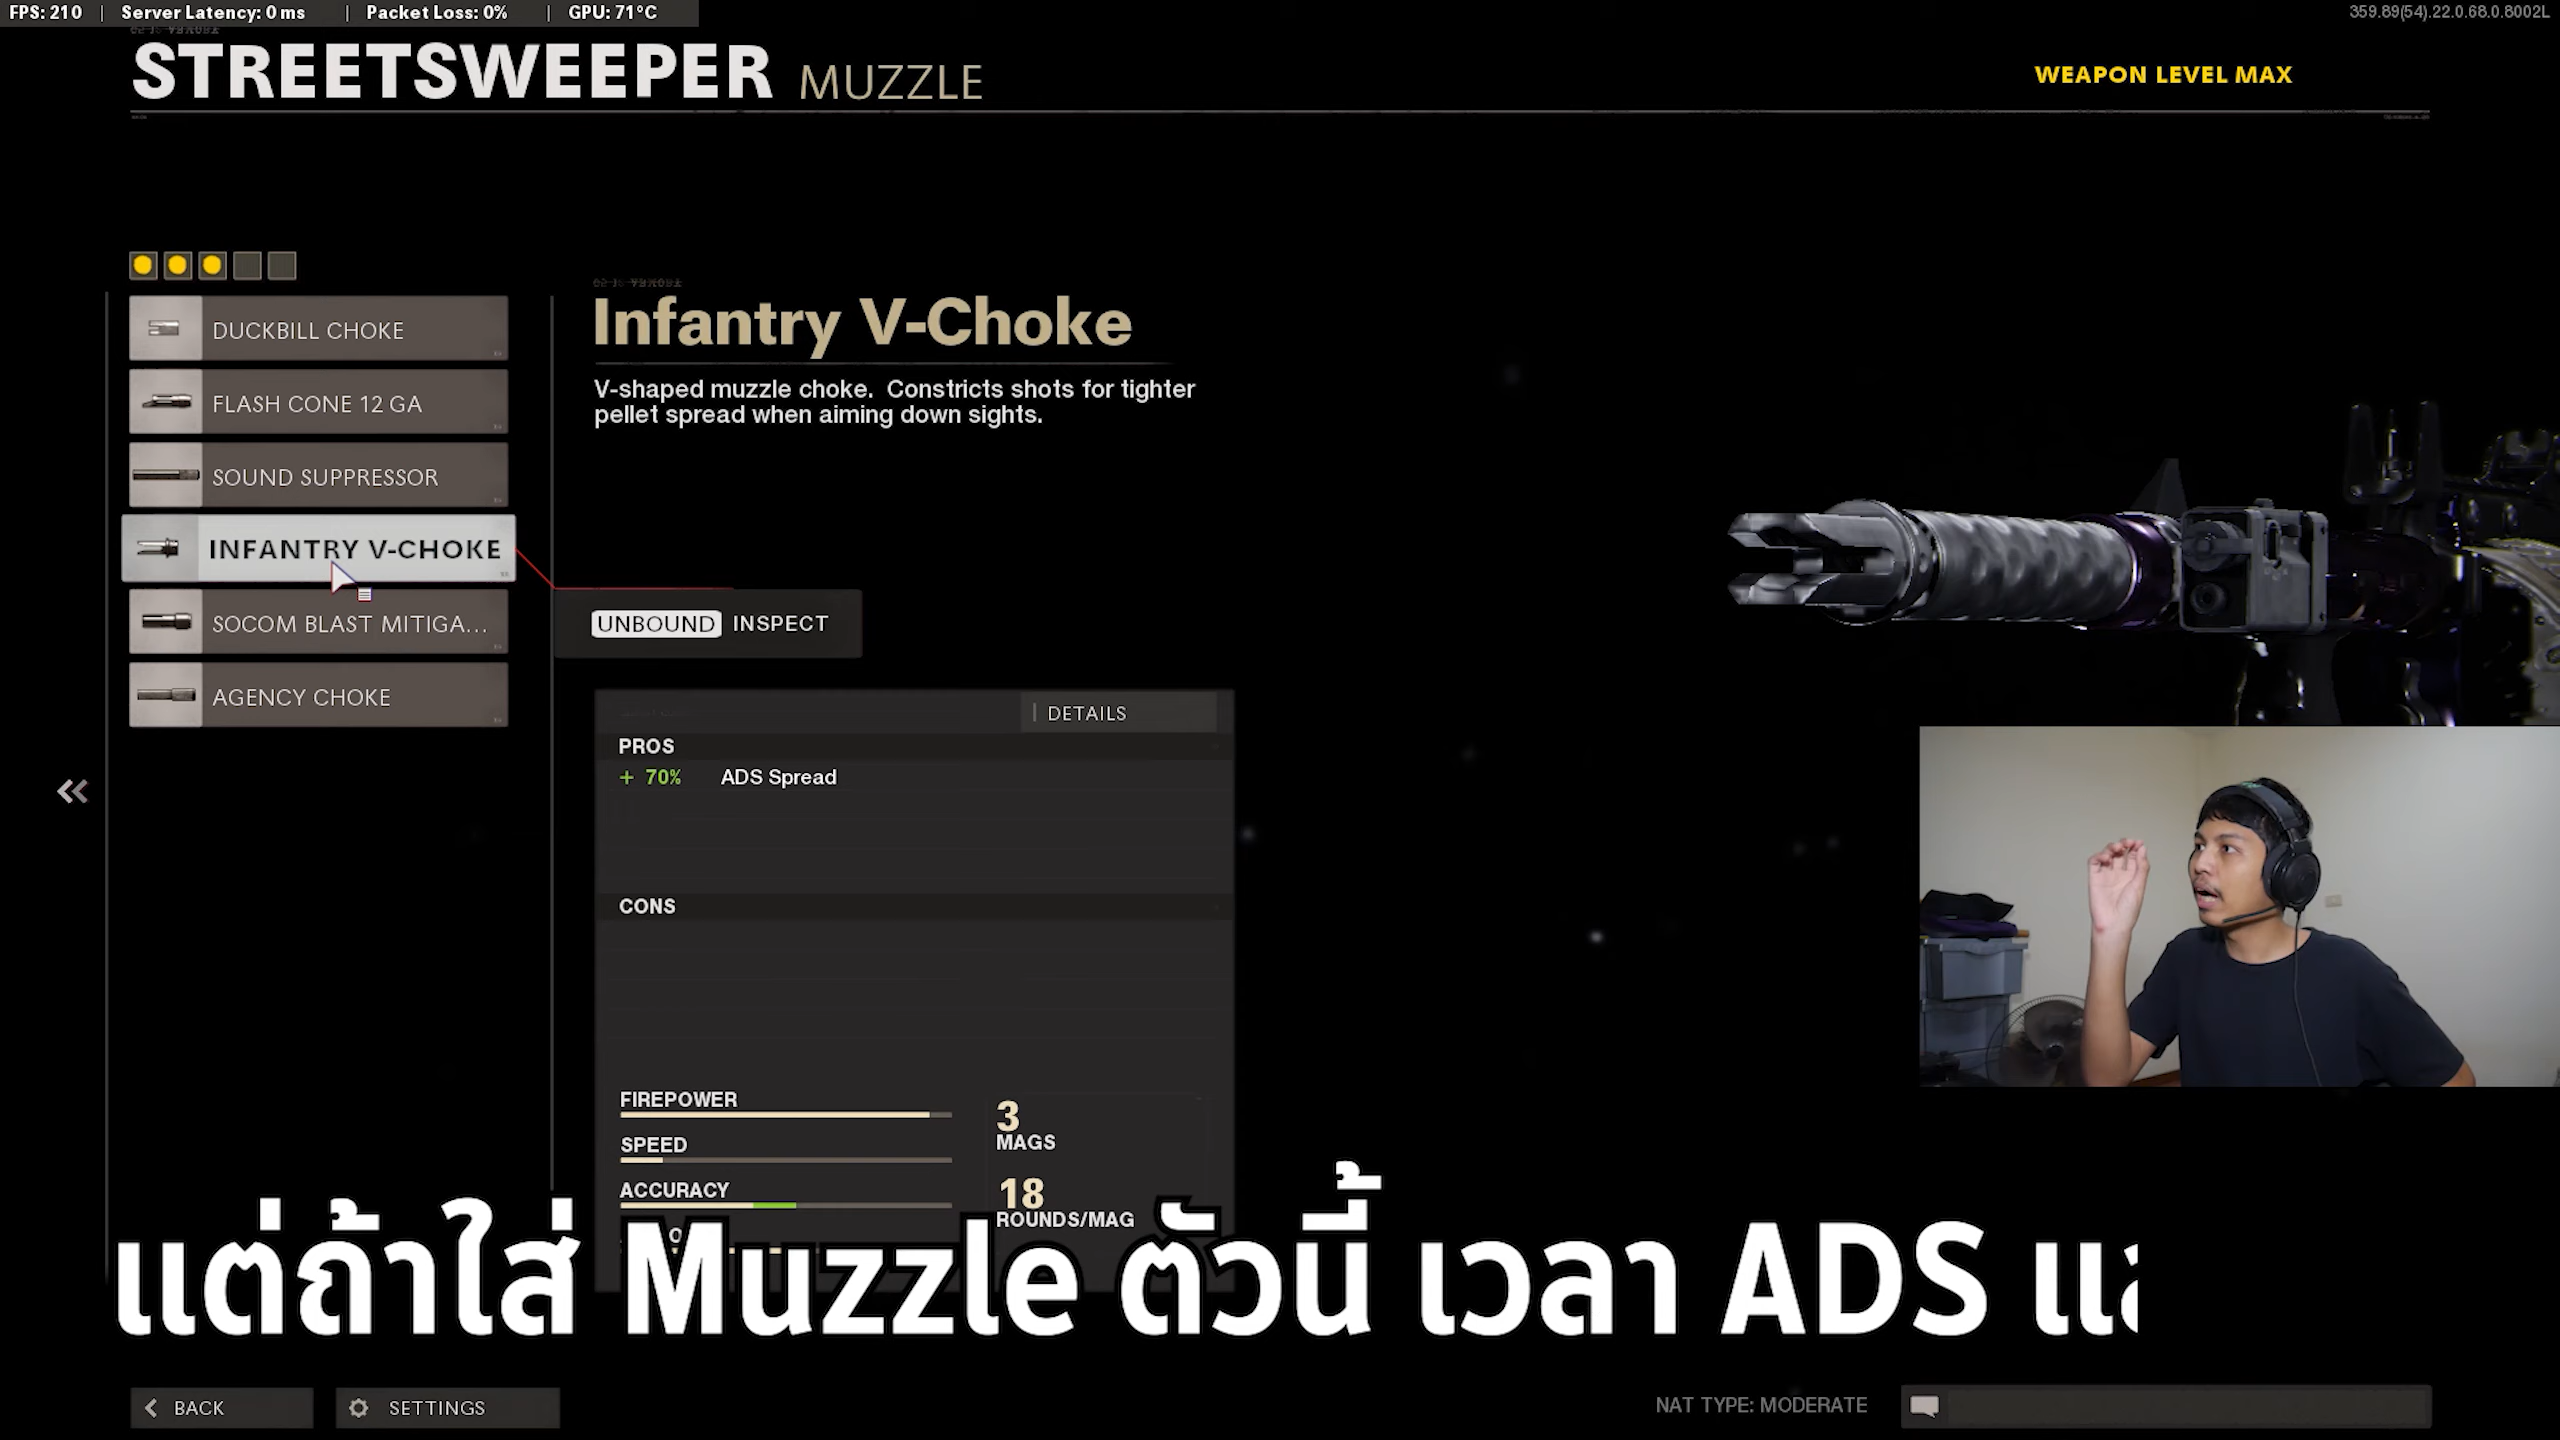 FPS: 210 | Server Latency: 0 ms | Packet Loss: 0% | GPU: 71°C
359.89(54).22.0.68.0.8002L
STREETSWEEPER MUZZLE
WEAPON LEVEL MAX
DUCKBILL CHOKE
FLASH CONE 12 GA
SOUND SUPPRESSOR
INFANTRY V-CHOKE
SOCOM BLAST MITIGA...
AGENCY CHOKE
Infantry V-Choke
V-shaped muzzle choke. Constricts shots for tighter
pellet spread when aiming down sights.
UNBOUND INSPECT
DETAILS
PROS
+ 70% ADS Spread
CONS
FIREPOWER
SPEED
ACCURACY
3
MAGS
18
ROUNDS/MAG
แต่ถ้าใส่ Muzzle ตัวนี้ เวลา ADS
BACK
SETTINGS
NAT TYPE: MODERATE